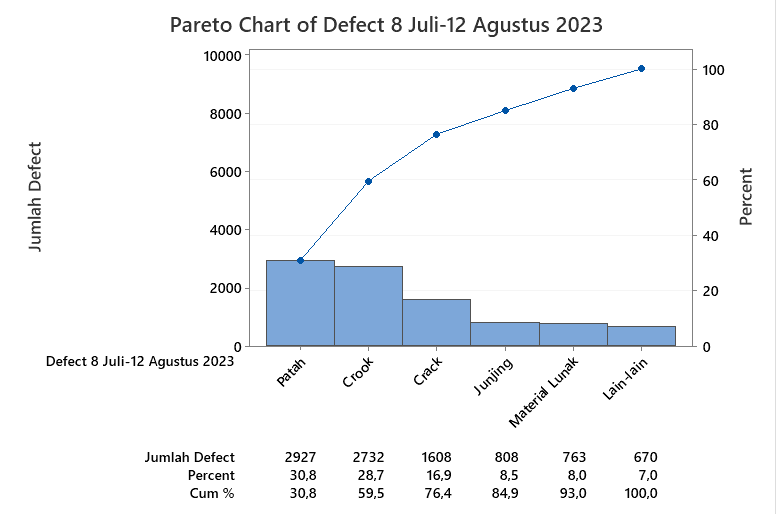 Pareto Chart of Defect 8 Juli-12 Agustus 2023
10000
8000
6000
4000
2000
0
Jumlah Defect
100
80
60
40
20
0
Percent
Defect 8 Juli-12 Agustus 2023
Patah
Crook
Crack
Junjing
Material Lunak
Lain-lain
Jumlah Defect 2927 2732 1608 808 763 670
Percent 30,8 28,7 16,9 8,5 8,0 7,0
Cum % 30,8 59,5 76,4 84,9 93,0 100,0